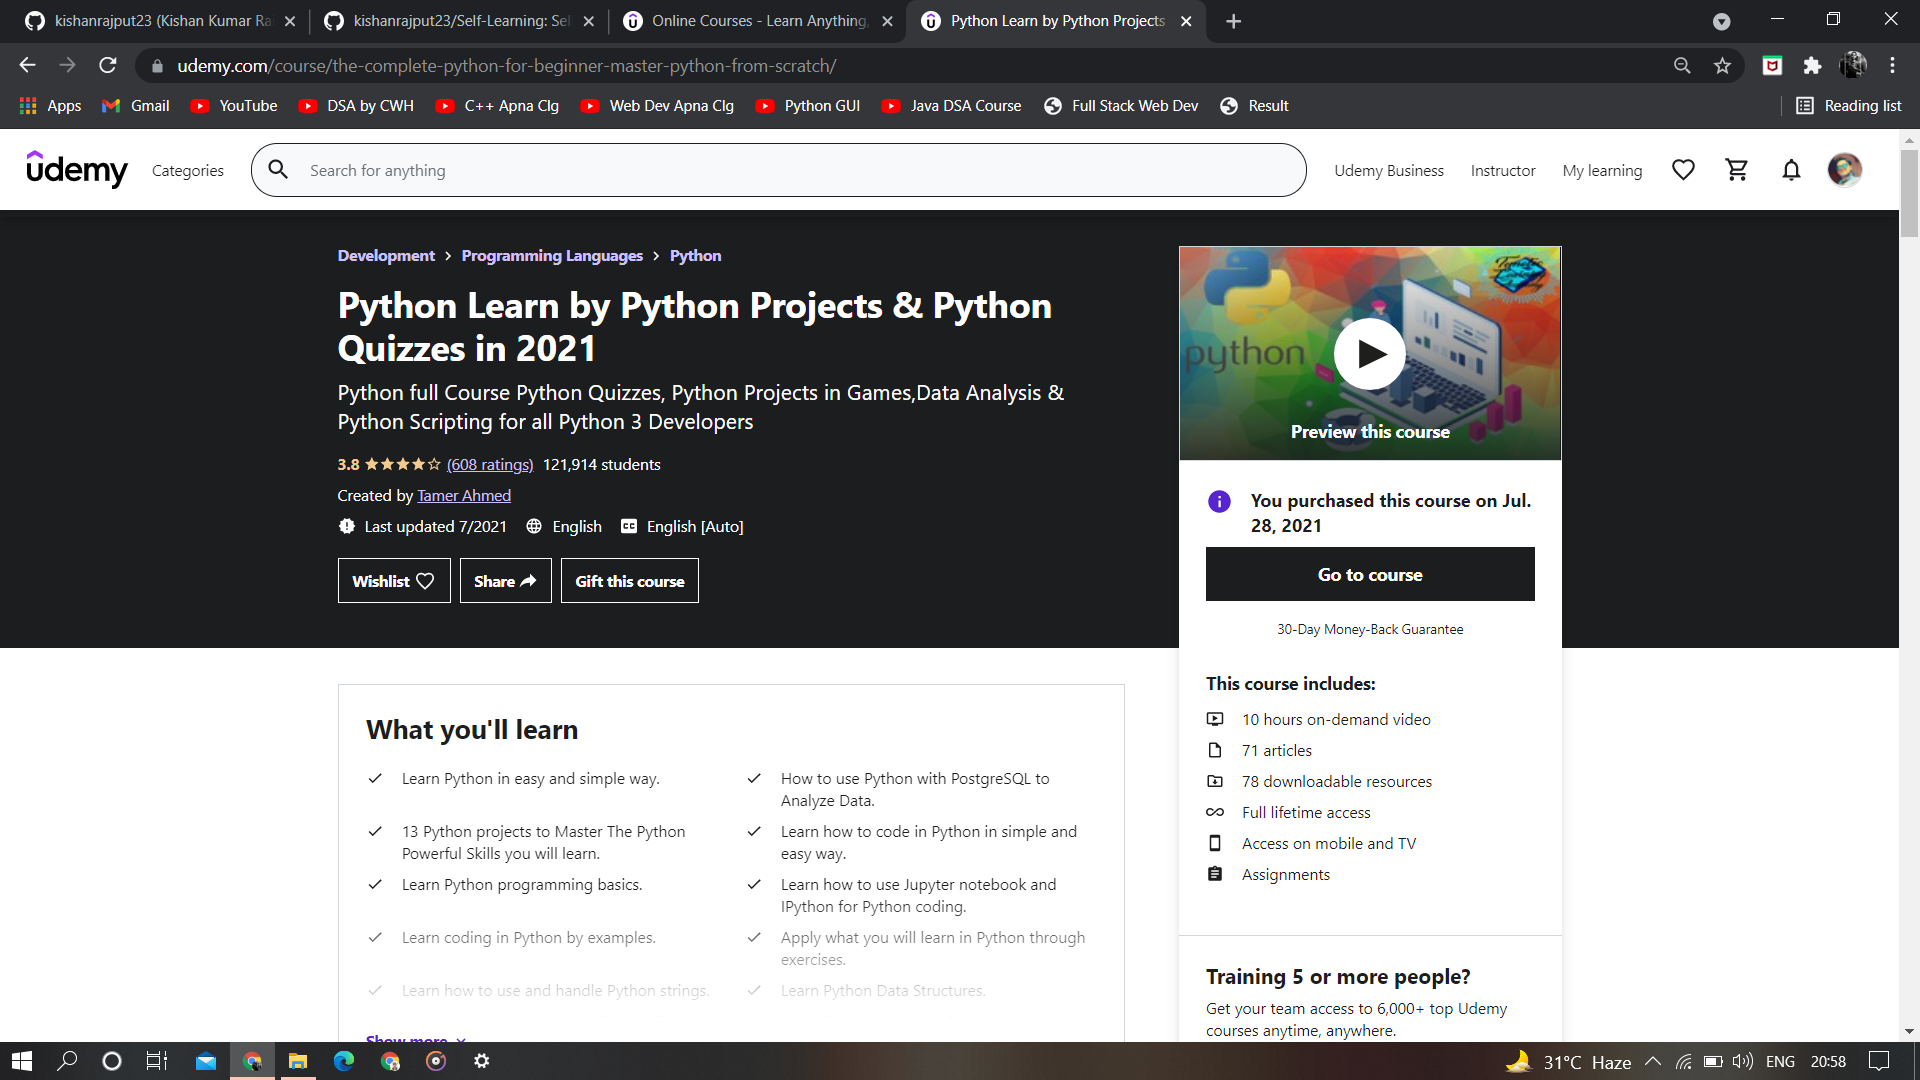 kishanrajput23 (Kishan Kumar Ra
kishanrajput23/Self-Learning: Sel
Online Courses - Learn Anything,
Python Learn by Python Projects
udemy.com/course/the-complete-python-for-beginner-master-python-from-scratch/
Apps
Gmail
YouTube
DSA by CWH
C++ Apna Clg
Web Dev Apna Clg
Python GUI
Java DSA Course
Full Stack Web Dev
Result
Reading list
udemy
Categories
Search for anything
Udemy Business
Instructor
My learning
Development > Programming Languages > Python
Python Learn by Python Projects & Python
Quizzes in 2021
Python full Course Python Quizzes, Python Projects in Games,Data Analysis &
Python Scripting for all Python 3 Developers
3.8 (608 ratings) 121,914 students
Created by Tamer Ahmed
Last updated 7/2021 English CC English [Auto]
Wishlist
Share
Gift this course
python
Preview this course
You purchased this course on Jul.
28, 2021
Go to course
30-Day Money-Back Guarantee
This course includes:
10 hours on-demand video
71 articles
78 downloadable resources
Full lifetime access
Access on mobile and TV
Assignments
Training 5 or more people?
Get your team access to 6,000+ top Udemy
courses anytime, anywhere.
What you'll learn
Learn Python in easy and simple way.
How to use Python with PostgreSQL to
Analyze Data.
13 Python projects to Master The Python
Powerful Skills you will learn.
Learn how to code in Python in simple and
easy way.
Learn Python programming basics.
Learn how to use Jupyter notebook and
IPython for Python coding.
Learn coding in Python by examples.
Apply what you will learn in Python through
exercises.
Learn how to use and handle Python strings.
Learn Python Data Structures.
Show more
31°C Haze
ENG
20:58